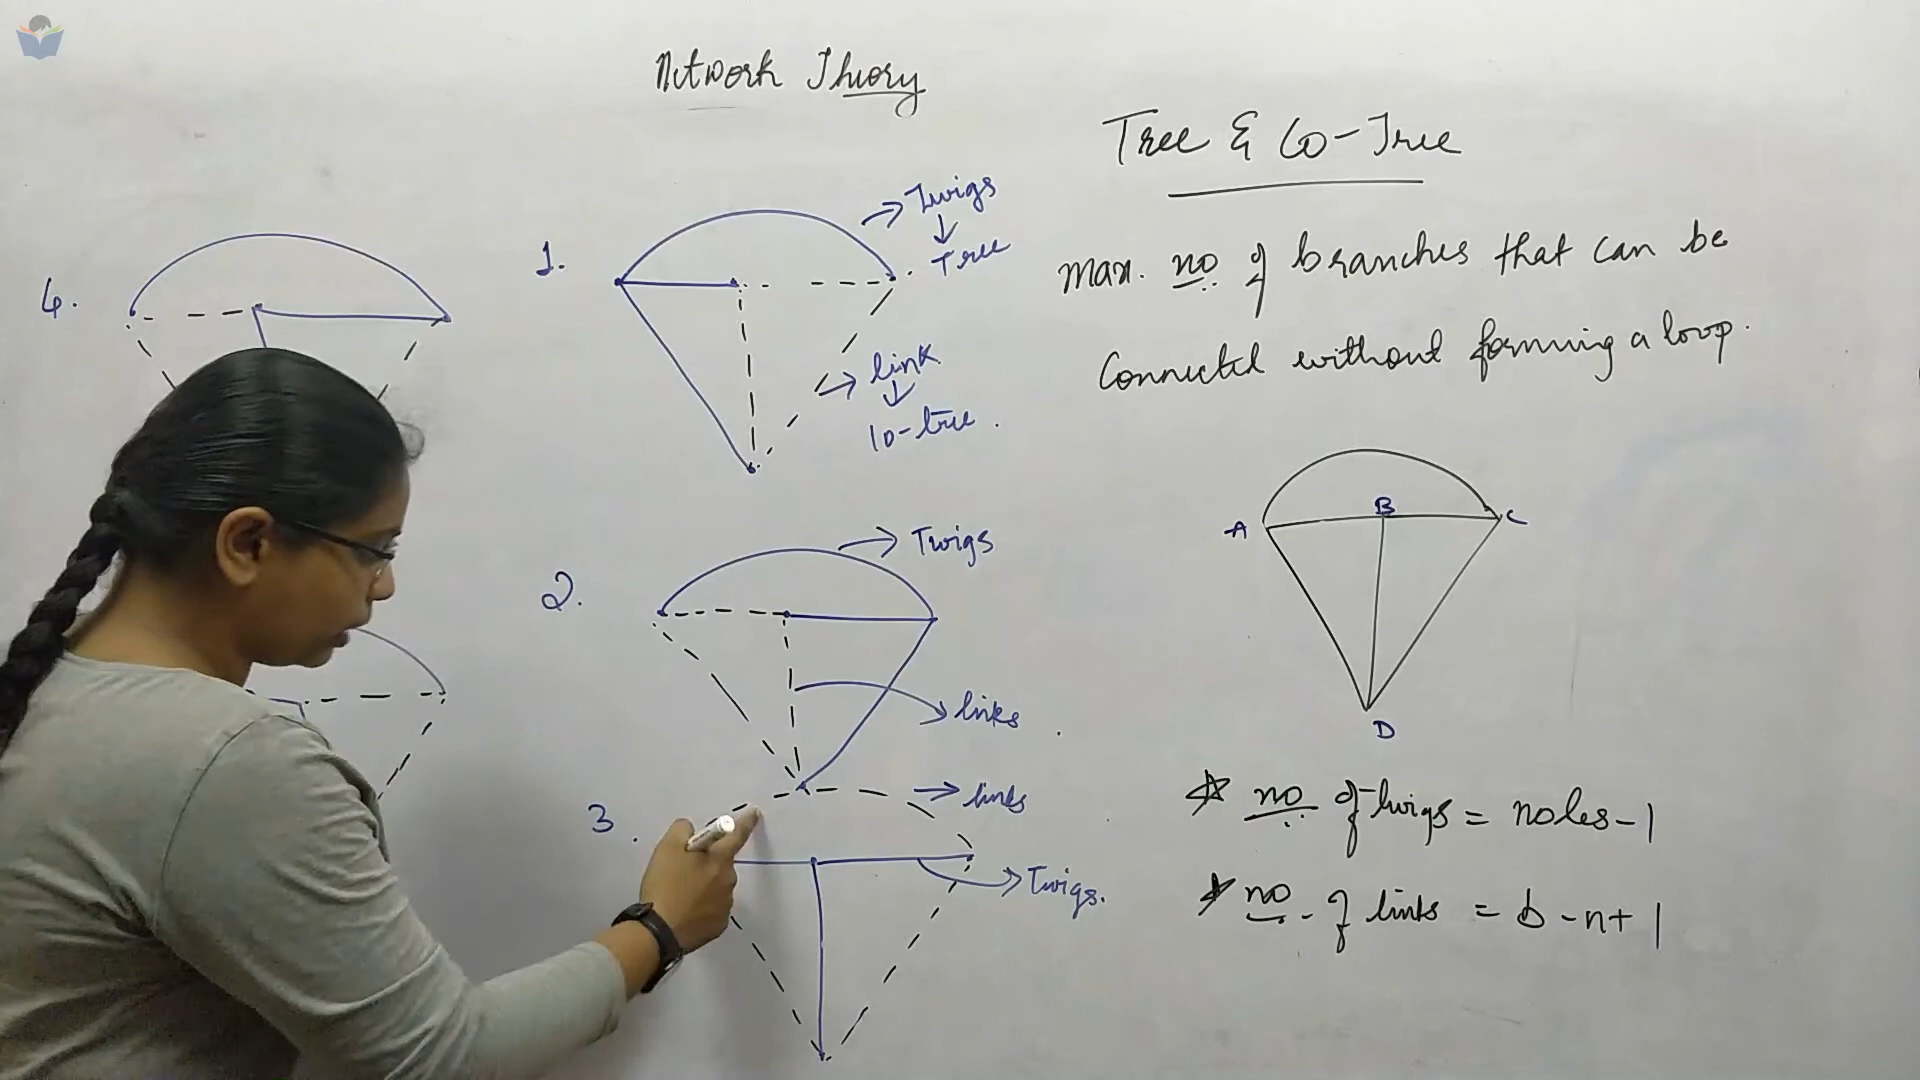 Network Theory
Tree & Co-Tree
max. no of branches that can be
Connected without forming a loop.
1.
Twigs
Tree
link
Co-tree.
2.
Twigs
links
3.
links
Twigs.
4.
A
B
C
D
no of twigs = nodes - 1
no. of links = b - n + 1